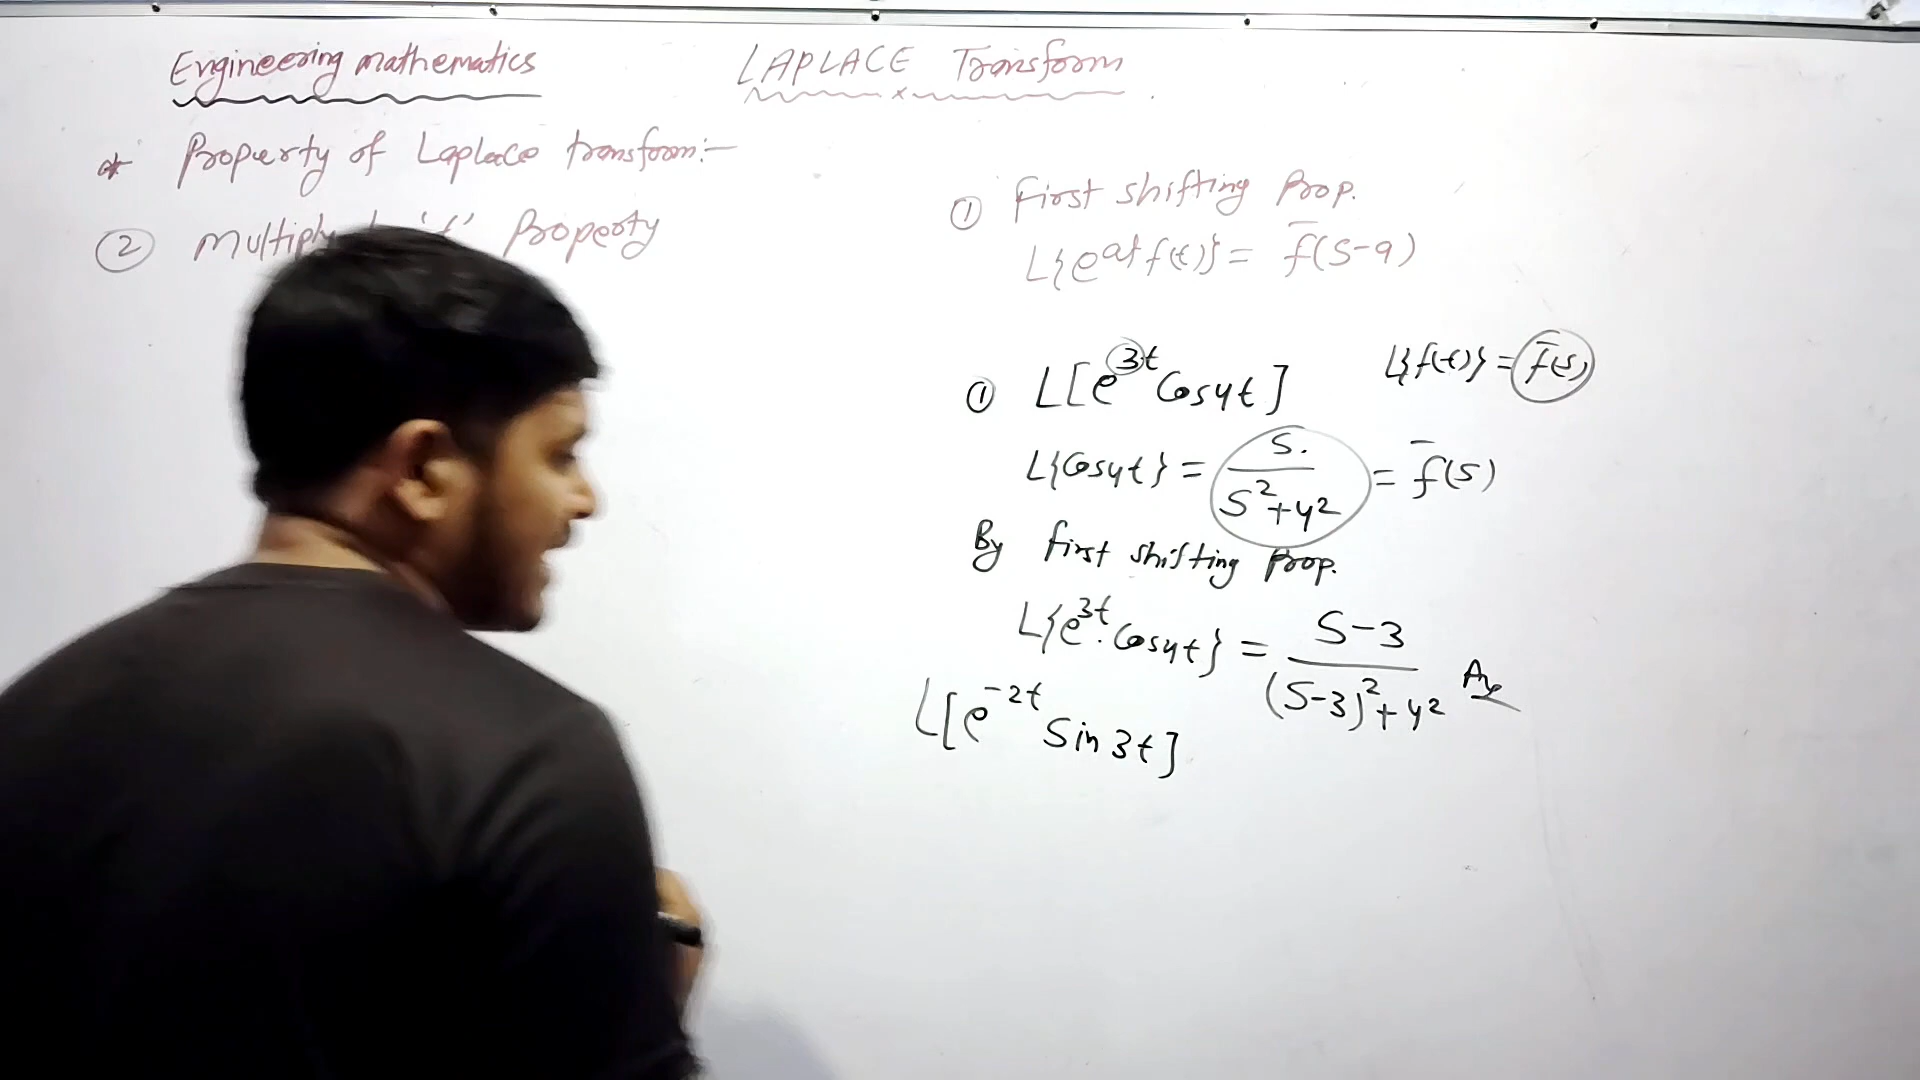 Engineering mathematics
LAPLACE Transform
* Property of Laplace transform:-
② Multiply 't' Property
① First shifting Prop.
L{e^at f(t)} = f̄(s-a)
① L[e^3t Cos4t]
L{f(t)} = f̄(s)
L{Cos4t} = s/(s²+4²) = f̄(s)
By first shifting Prop.
L{e^3t. Cos4t} = (s-3)/((s-3)²+4²) Ans
L[e^-2t Sin3t]